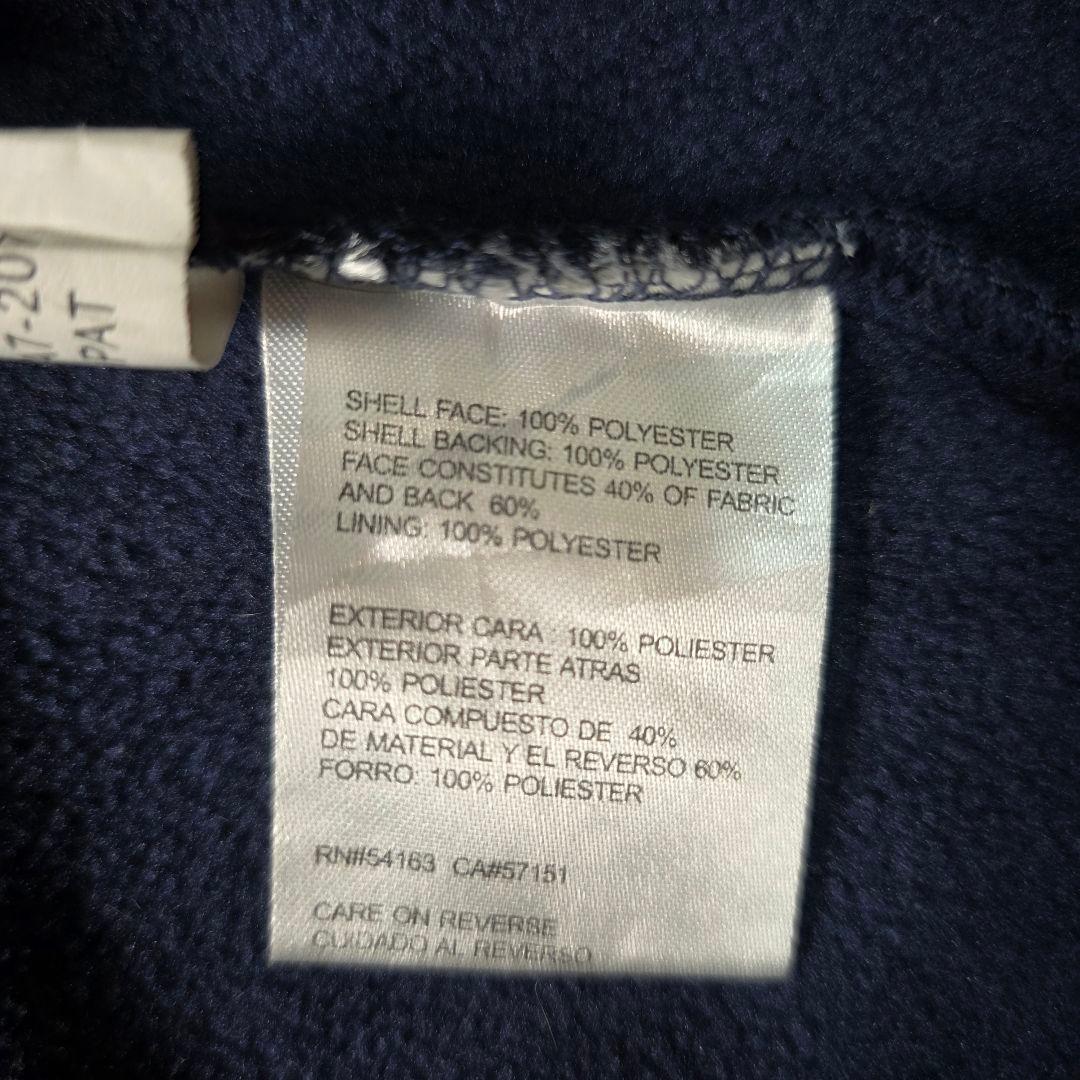 PAT
SHELL FACE: 100% POLYESTER
SHELL BACKING: 100% POLYESTER
FACE CONSTITUTES 40% OF FABRIC
AND BACK 60%
LINING: 100% POLYESTER
EXTERIOR CARA : 100% POLIESTER
EXTERIOR PARTE ATRAS
100% POLIESTER
CARA COMPUESTO DE 40%
DE MATERIAL Y EL REVERSO 60%
FORRO: 100% POLIESTER
RN#54163 CA#57151
CARE ON REVERSE
CUIDADO AL REVERSO